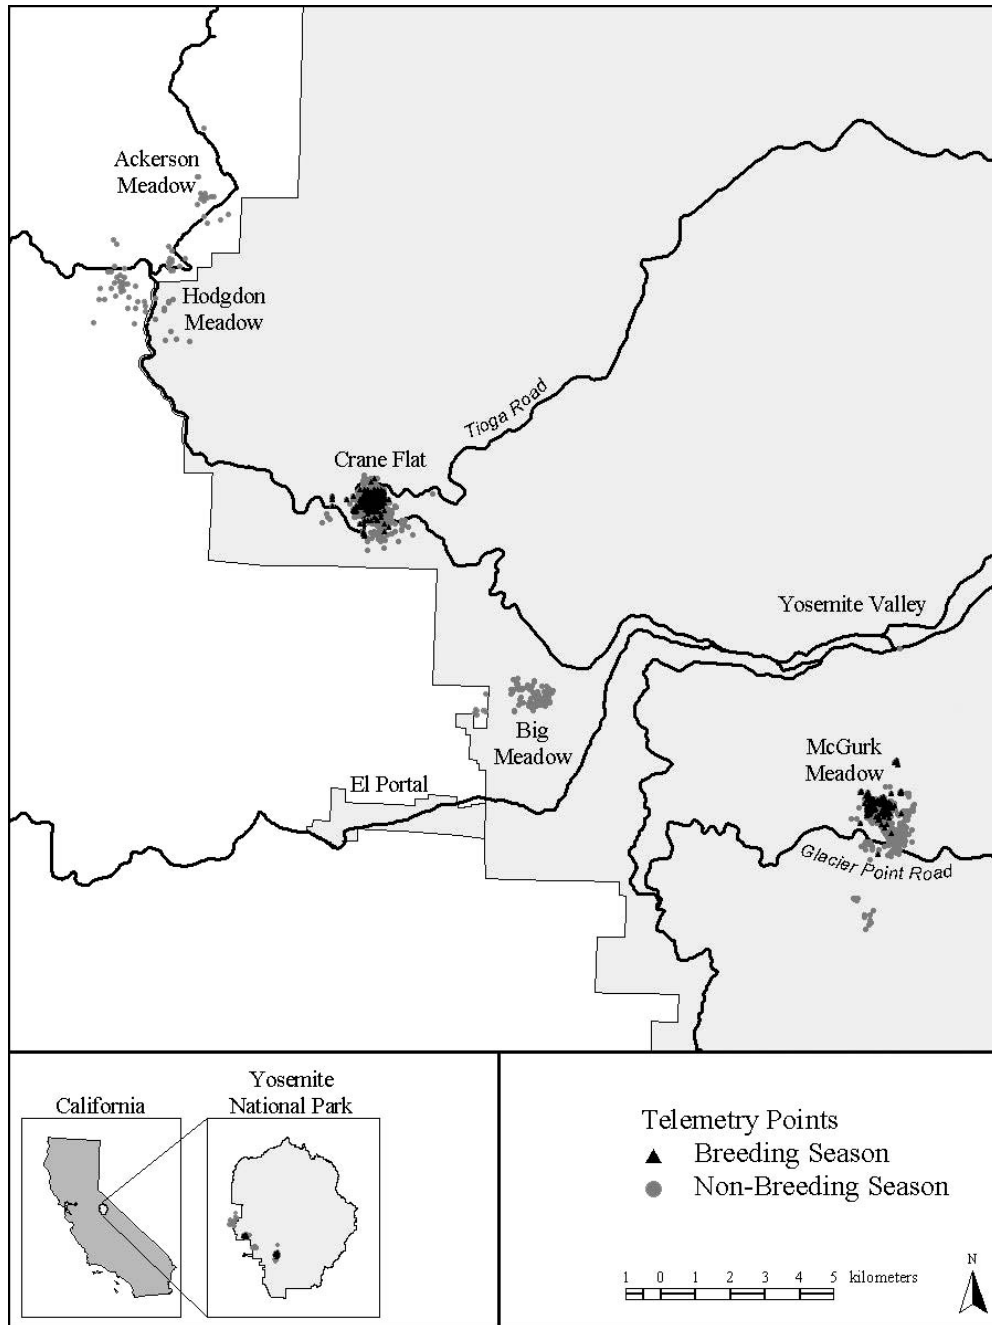 Ackerson
Meadow
Hodgdon
Meadow
Tioga Road
Crane Flat
Yosemite Valley
Big
Meadow
McGurk
Meadow
El Portal
Glacier Point Road
California
Yosemite
National Park
Telemetry Points
Breeding Season
Non-Breeding Season
1 0 1 2 3 4 5 kilometers
N